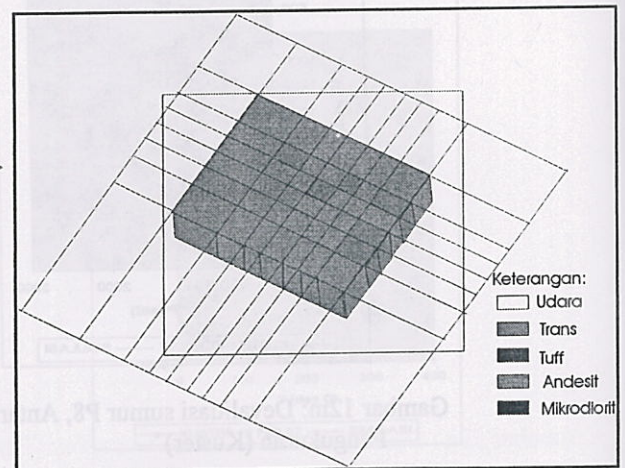 Keterangan:
Udara
Trans
Tuff
Andesit
Mikrodiorit